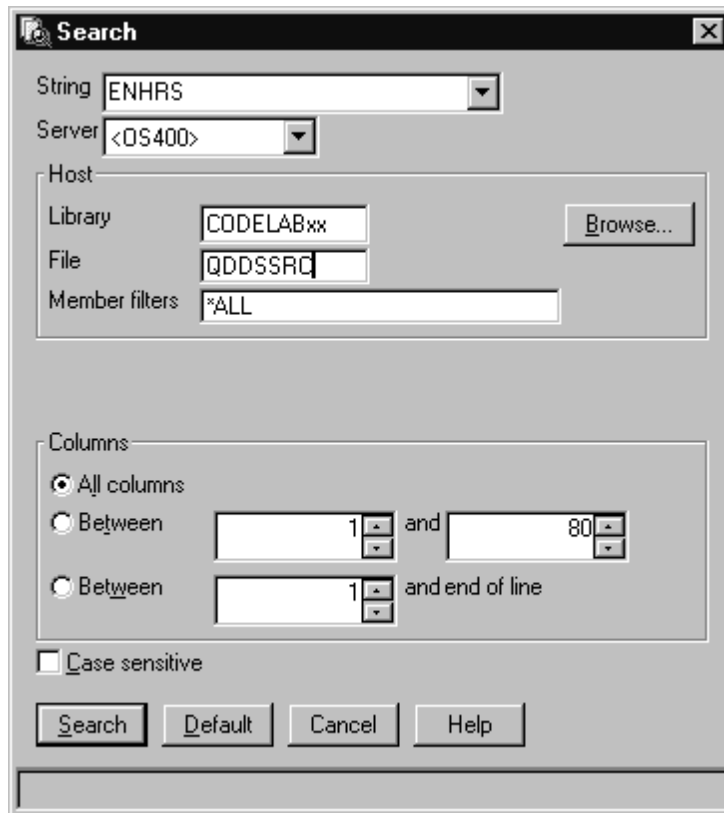 Search
String ENHRS
Server <OS400>
Host
Library CODELABxx Browse...
File QDDSSRC
Member filters *ALL
Columns
All columns
Between 1 and 80
Between 1 and end of line
Case sensitive
Search Default Cancel Help